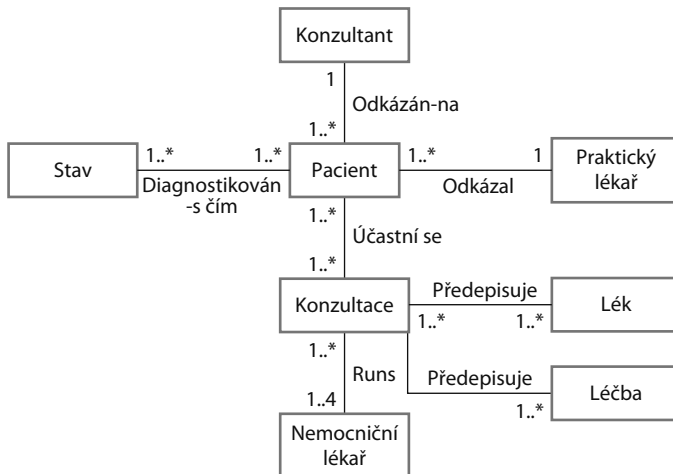 Konzultant
1
Odkázán-na
1..*
Stav
1..*
1..*
Diagnostikován
-s čím
Pacient
1..*
1
Odkázal
Praktický
lékař
1..*
Účastní se
1..*
Konzultace
Předepisuje
1..*
1..*
Lék
1..*
Runs
1..4
Předepisuje
1..*
Léčba
Nemocniční
lékař